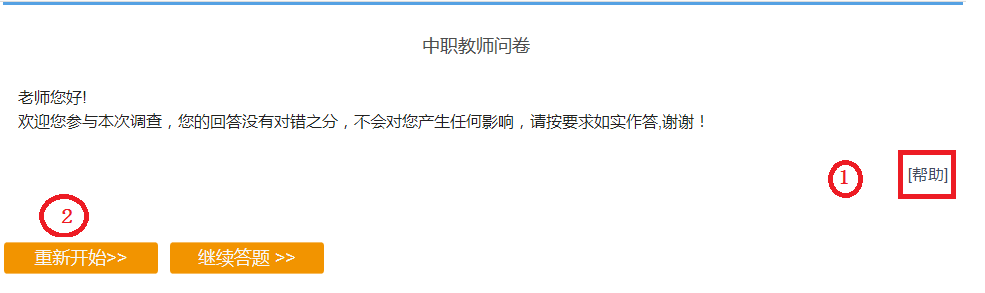 中职教师问卷
老师您好!
欢迎您参与本次调查，您的回答没有对错之分，不会对您产生任何影响，请按要求如实作答,谢谢！
1 [帮助]
2
重新开始>> 继续答题 >>